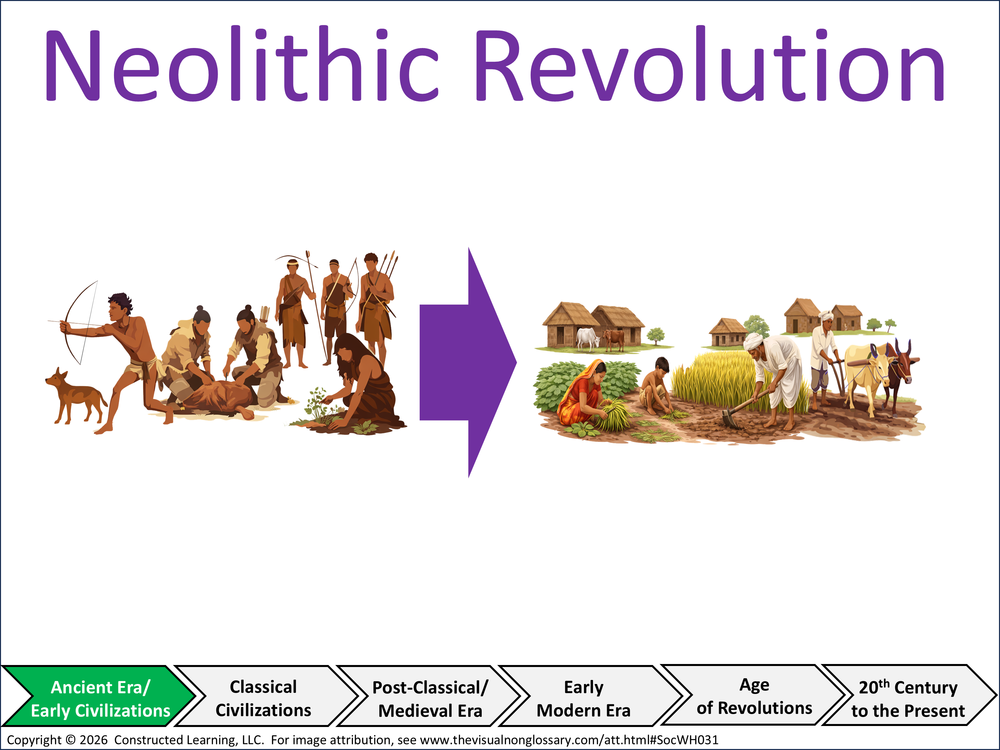 Neolithic Revolution
Ancient Era/
Early Civilizations
Classical
Civilizations
Post-Classical/
Medieval Era
Early
Modern Era
Age
of Revolutions
20th Century
to the Present
Copyright © 2026  Constructed Learning, LLC.  For image attribution, see www.thevisualnonglossary.com/att.html#SocWH031